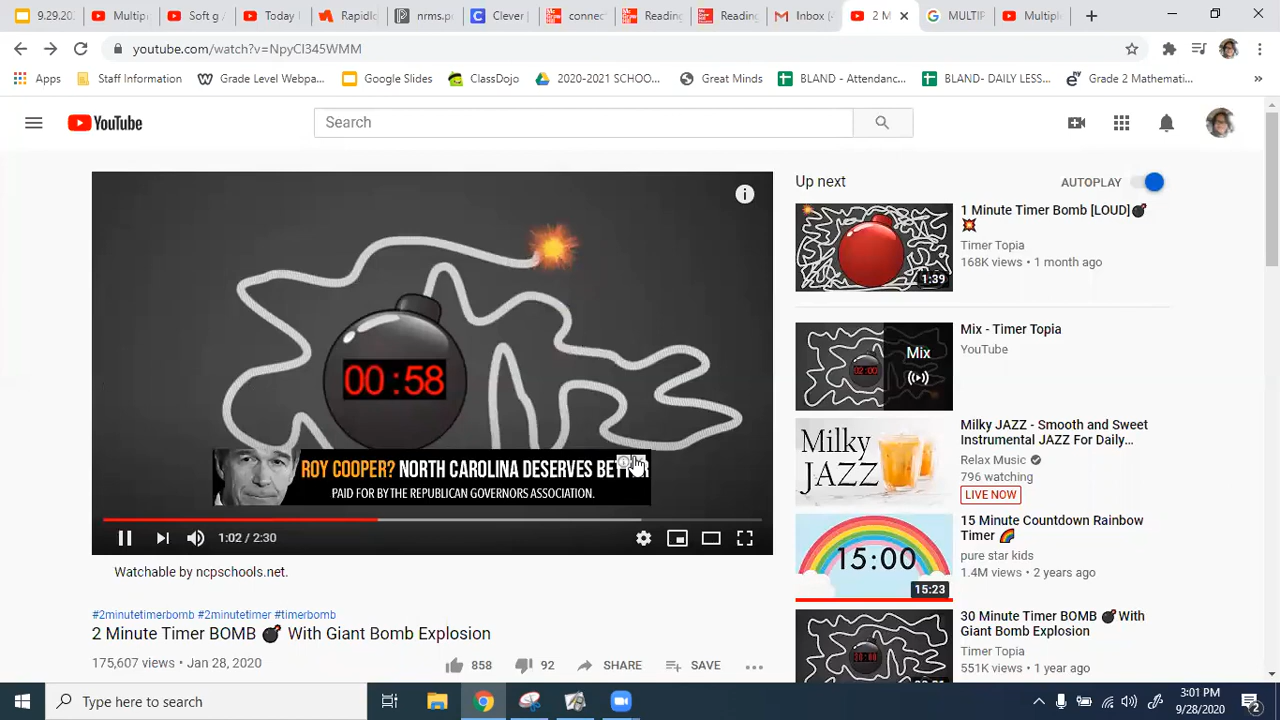 9.29.20
Multip
Soft g /
Today
Rapidl
nrms.p
Clever
connec
Reading
Reading
Inbox (
2 M
MULTIP
Multipl
youtube.com/watch?v=NpyCI345WMM
Apps
Staff Information
Grade Level Webpa...
Google Slides
ClassDojo
2020-2021 SCHOO...
Great Minds
BLAND - Attendanc...
BLAND- DAILY LESS...
Grade 2 Mathemati...
»
YouTube
Search
Up next
AUTOPLAY
1 Minute Timer Bomb [LOUD]💣
💥
Timer Topia
168K views • 1 month ago
1:39
00:58
ROY COOPER? NORTH CAROLINA DESERVES BETTER
PAID FOR BY THE REPUBLICAN GOVERNORS ASSOCIATION.
1:02 / 2:30
Mix - Timer Topia
YouTube
Mix
02:00
Milky JAZZ - Smooth and Sweet
Instrumental JAZZ For Daily...
Relax Music
796 watching
LIVE NOW
Milky
JAZZ
15 Minute Countdown Rainbow
Timer 🌈
pure star kids
1.4M views • 2 years ago
15:00
15:23
30 Minute Timer BOMB 💣 With
Giant Bomb Explosion
Timer Topia
551K views • 1 year ago
Watchable by ncpschools.net.
#2minutetimerbomb #2minutetimer #timerbomb
2 Minute Timer BOMB 💣 With Giant Bomb Explosion
175,607 views • Jan 28, 2020
858
92
SHARE
SAVE
Type here to search
3:01 PM
9/28/2020
2